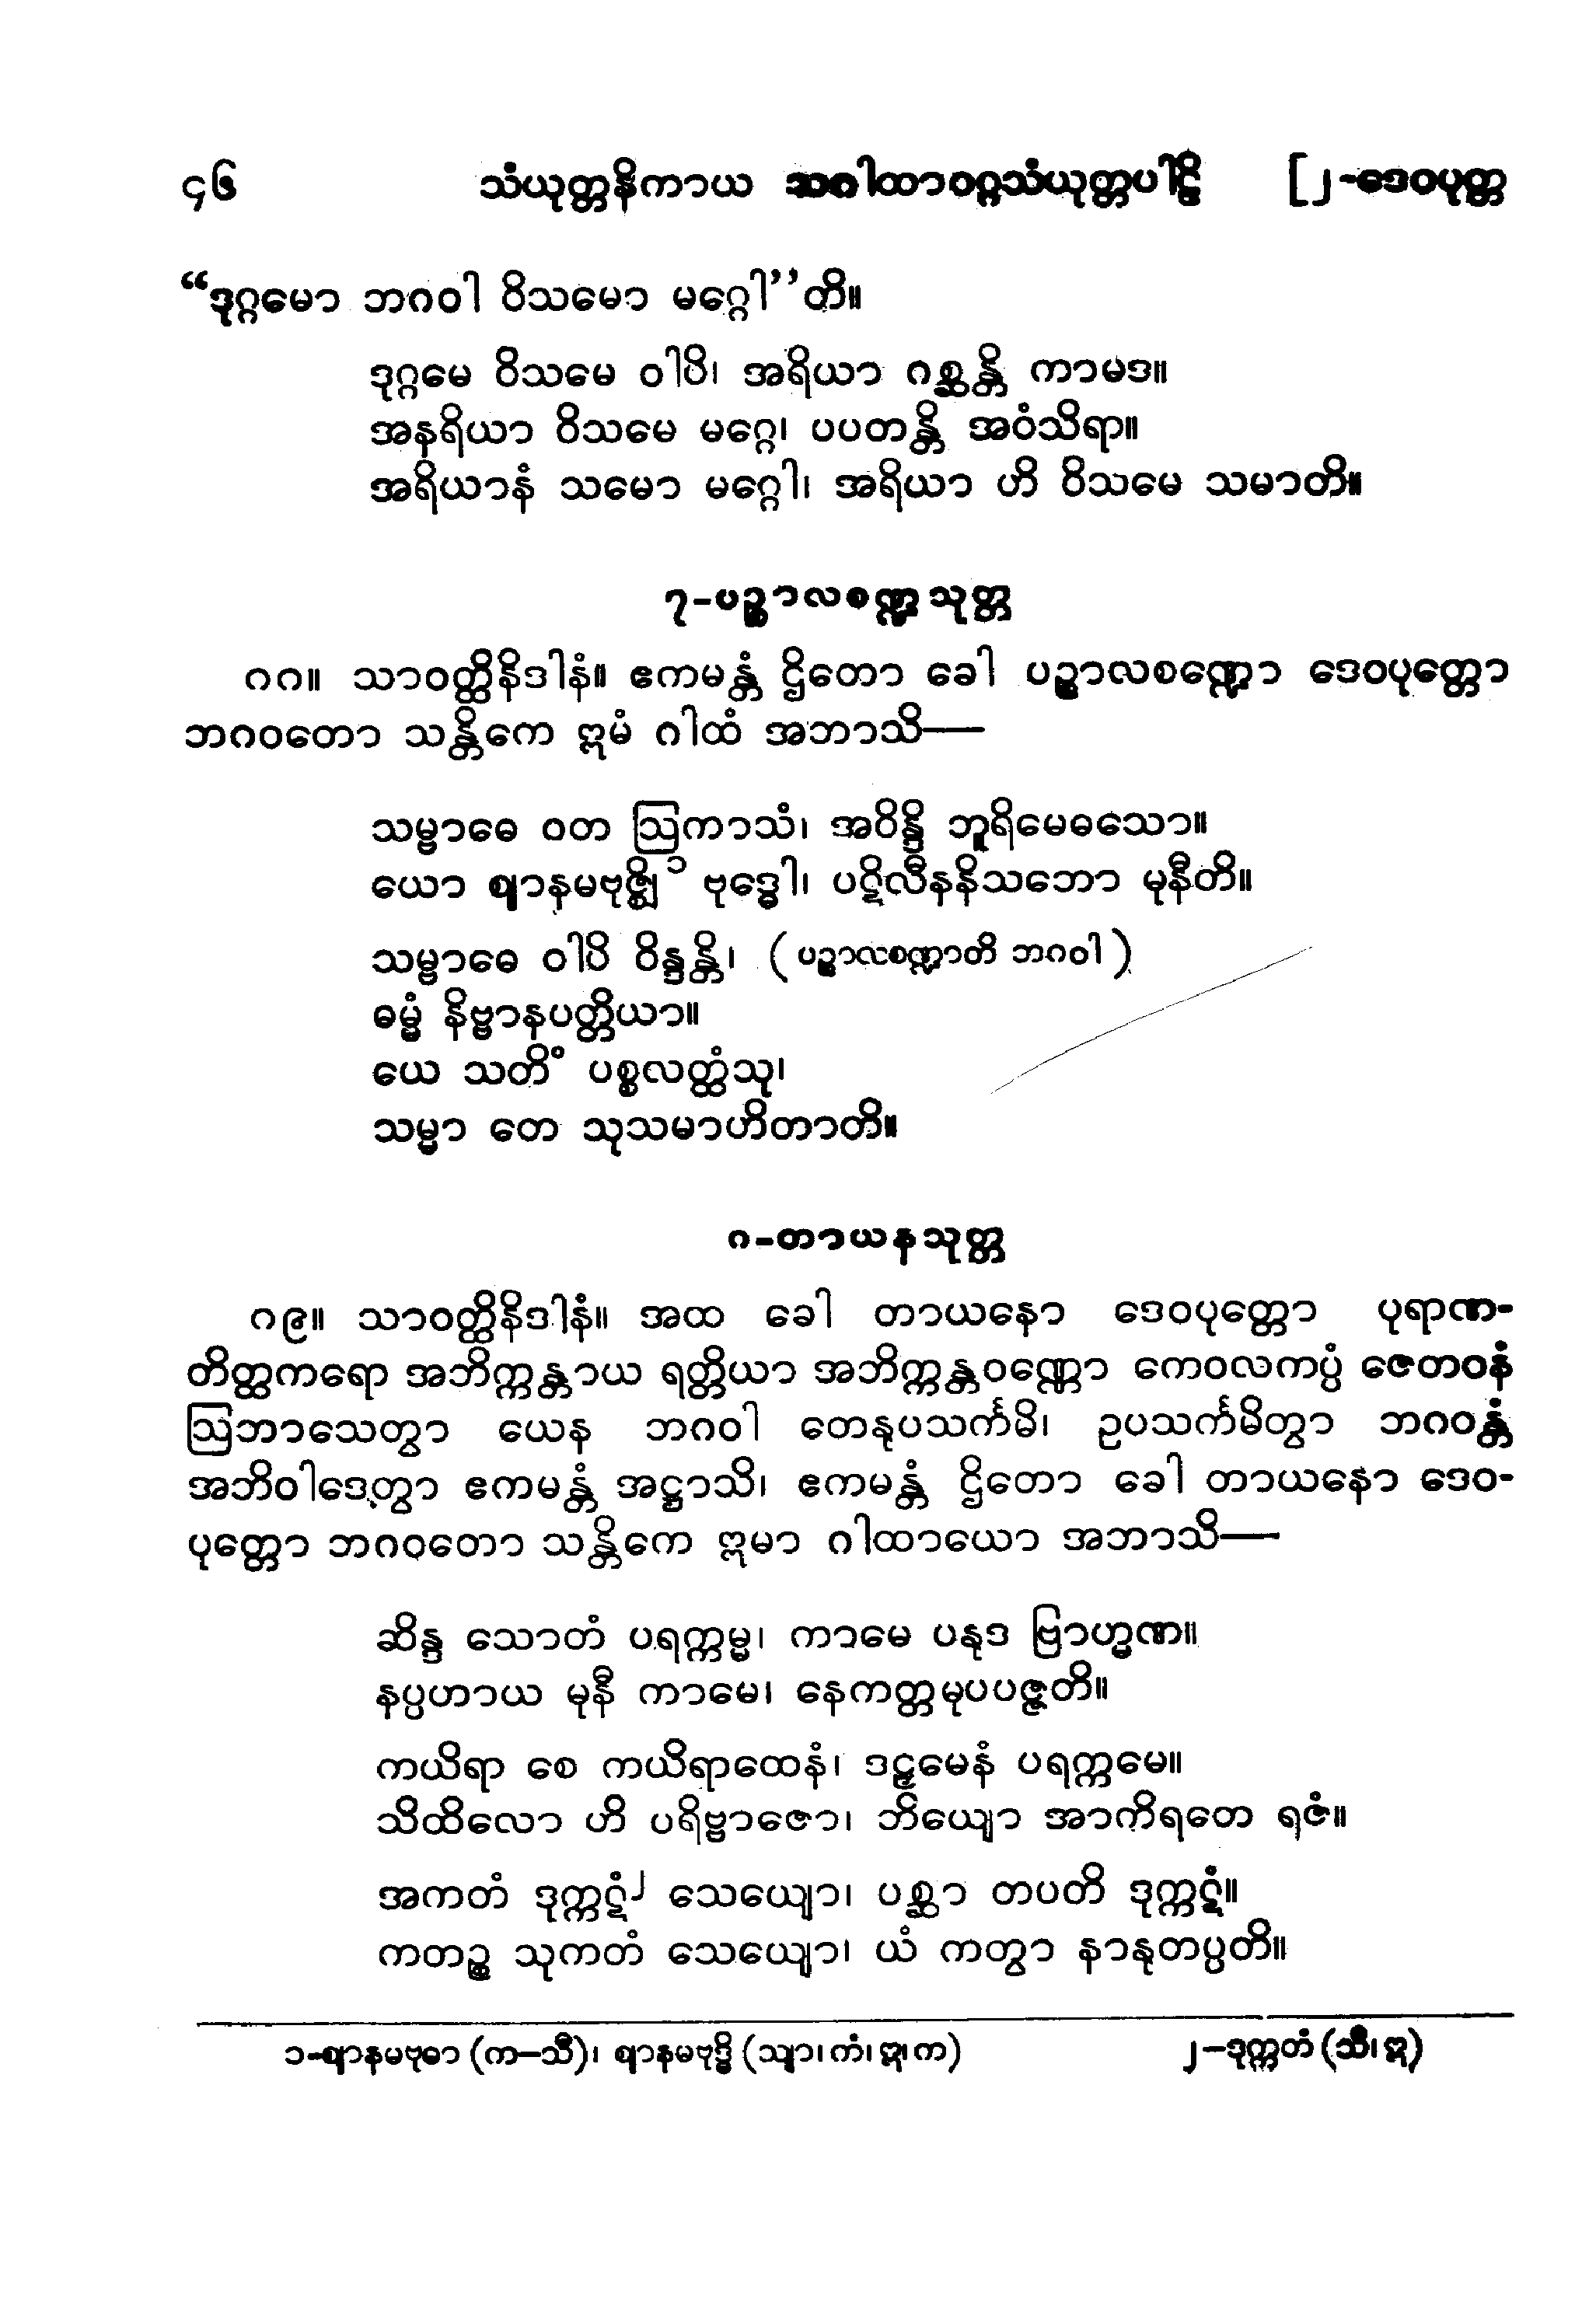 ၄၆ သံယုတ္တနိကာယ သဂါထာဝဂ္ဂသံယုတ္တပါဠိ [၂-ဒေဝပုတ္တ
“ဒုဂ္ဂမော ဘဂဝါ ဝိသမော မဂ္ဂေါ”တိ။
ဒုဂ္ဂမေ ဝိသမေ ဝါပိ၊ အရိယာ ဂစ္ဆန္တိ ကာမဒ။
အနရိယာ ဝိသမေ မဂ္ဂေ၊ ပပတန္တိ အဝံသိရာ။
အရိယာနံ သမော မဂ္ဂေါ၊ အရိယာ ဟိ ဝိသမေ သမာတိ။
၇-ပဉ္စာလစဏ္ဍသုတ္တ
၈၈။ သာဝတ္ထိနိဒါနံ။ ဧကမန္တံ ဌိတော ခေါ ပဉ္စာလစဏ္ဍော ဒေဝပုတ္တော
ဘဂဝတော သန္တိကေ ဣမံ ဂါထံ အဘာသိ—
သမ္ဗာဓေ ဝတ ဩကာသံ၊ အဝိန္ဒိ ဘူရိမေဓသော။
ယော ဈာနမဗုဇ္ဈိ ၁ ဗုဒ္ဓေါ၊ ပဋိလီနနိသဘော မုနီတိ။
သမ္ဗာဓေ ဝါပိ ဝိန္ဒန္တိ၊ (ပဉ္စာလစဏ္ဍာတိ ဘဂဝါ)
ဓမ္မံ နိဗ္ဗာနပတ္တိယာ။
ယေ သတိံ ပစ္စလတ္ထံသု၊
သမ္မာ တေ သုသမာဟိတာတိ။
၈-တာယနသုတ္တ
၈၉။ သာဝတ္ထိနိဒါနံ။ အထ ခေါ တာယနော ဒေဝပုတ္တော ပုရာဏ-
တိတ္ထကရော အဘိက္ကန္တာယ ရတ္တိယာ အဘိက္ကန္တဝဏ္ဏော ကေဝလကပ္ပံ ဇေတဝနံ
ဩဘာသေတွာ ယေန ဘဂဝါ တေနုပသင်္ကမိ၊ ဥပသင်္ကမိတွာ ဘဂဝန္တံ
အဘိဝါဒေတွာ ဧကမန္တံ အဋ္ဌာသိ၊ ဧကမန္တံ ဌိတော ခေါ တာယနော ဒေဝ-
ပုတ္တော ဘဂဝတော သန္တိကေ ဣမာ ဂါထာယော အဘာသိ—
ဆိန္ဒ သောတံ ပရက္ကမ္မ၊ ကာမေ ပနုဒ ဗြာဟ္မဏ။
နပ္ပဟာယ မုနီ ကာမေ၊ နေကတ္တမုပပဇ္ဇတိ။
ကယိရာ စေ ကယိရာထေနံ၊ ဒဠှမေနံ ပရက္ကမေ။
သိထိလော ဟိ ပရိဗ္ဗာဇော၊ ဘိယျော အာကိရတေ ရဇံ။
အကတံ ဒုက္ကဋံ ၂ သေယျော၊ ပစ္ဆာ တပတိ ဒုက္ကဋံ။
ကတဉ္စ သုကတံ သေယျော၊ ယံ ကတွာ နာနုတပ္ပတိ။
၁-ဈာနမဗုဓာ (က-သီ)၊ ဈာနမဗုဒ္ဓိ (သျာ၊ ကံ၊ ဣ၊ က) ၂-ဒုက္ကတံ (သီ၊ ဣ)